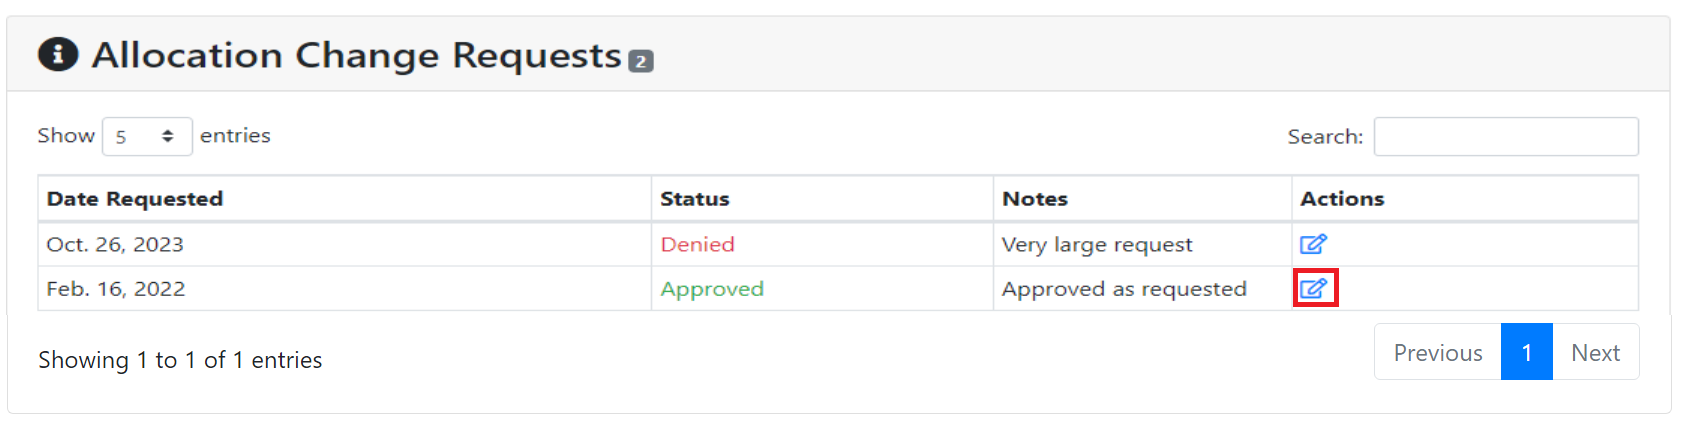 Allocation Change Requests 2
Show 5 entries Search:
Date Requested Status Notes Actions
Oct. 26, 2023 Denied Very large request
Feb. 16, 2022 Approved Approved as requested
Showing 1 to 1 of 1 entries Previous 1 Next